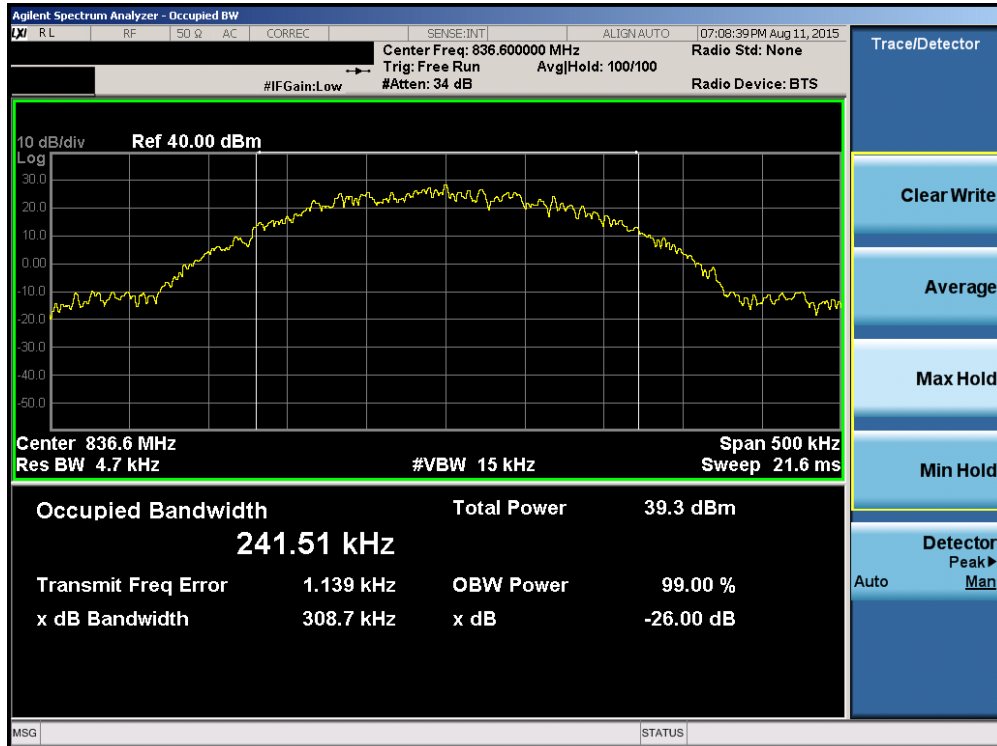 Agilent Spectrum Analyzer - Occupied BW
LXI RL RF 50 Ω AC CORREC SENSE:INT ALIGN AUTO 07:08:39 PM Aug 11, 2015
Center Freq: 836.600000 MHz Radio Std: None
Trig: Free Run Avg|Hold: 100/100
#IFGain:Low #Atten: 34 dB Radio Device: BTS
10 dB/div Ref 40.00 dBm
Log
30.0
20.0
10.0
0.00
-10.0
-20.0
-30.0
-40.0
-50.0
Center 836.6 MHz Span 500 kHz
Res BW 4.7 kHz #VBW 15 kHz Sweep 21.6 ms
Occupied Bandwidth Total Power 39.3 dBm
241.51 kHz
Transmit Freq Error 1.139 kHz OBW Power 99.00 %
x dB Bandwidth 308.7 kHz x dB -26.00 dB
MSG STATUS
Trace/Detector
Clear Write
Average
Max Hold
Min Hold
Detector
Peak▶
Auto Man